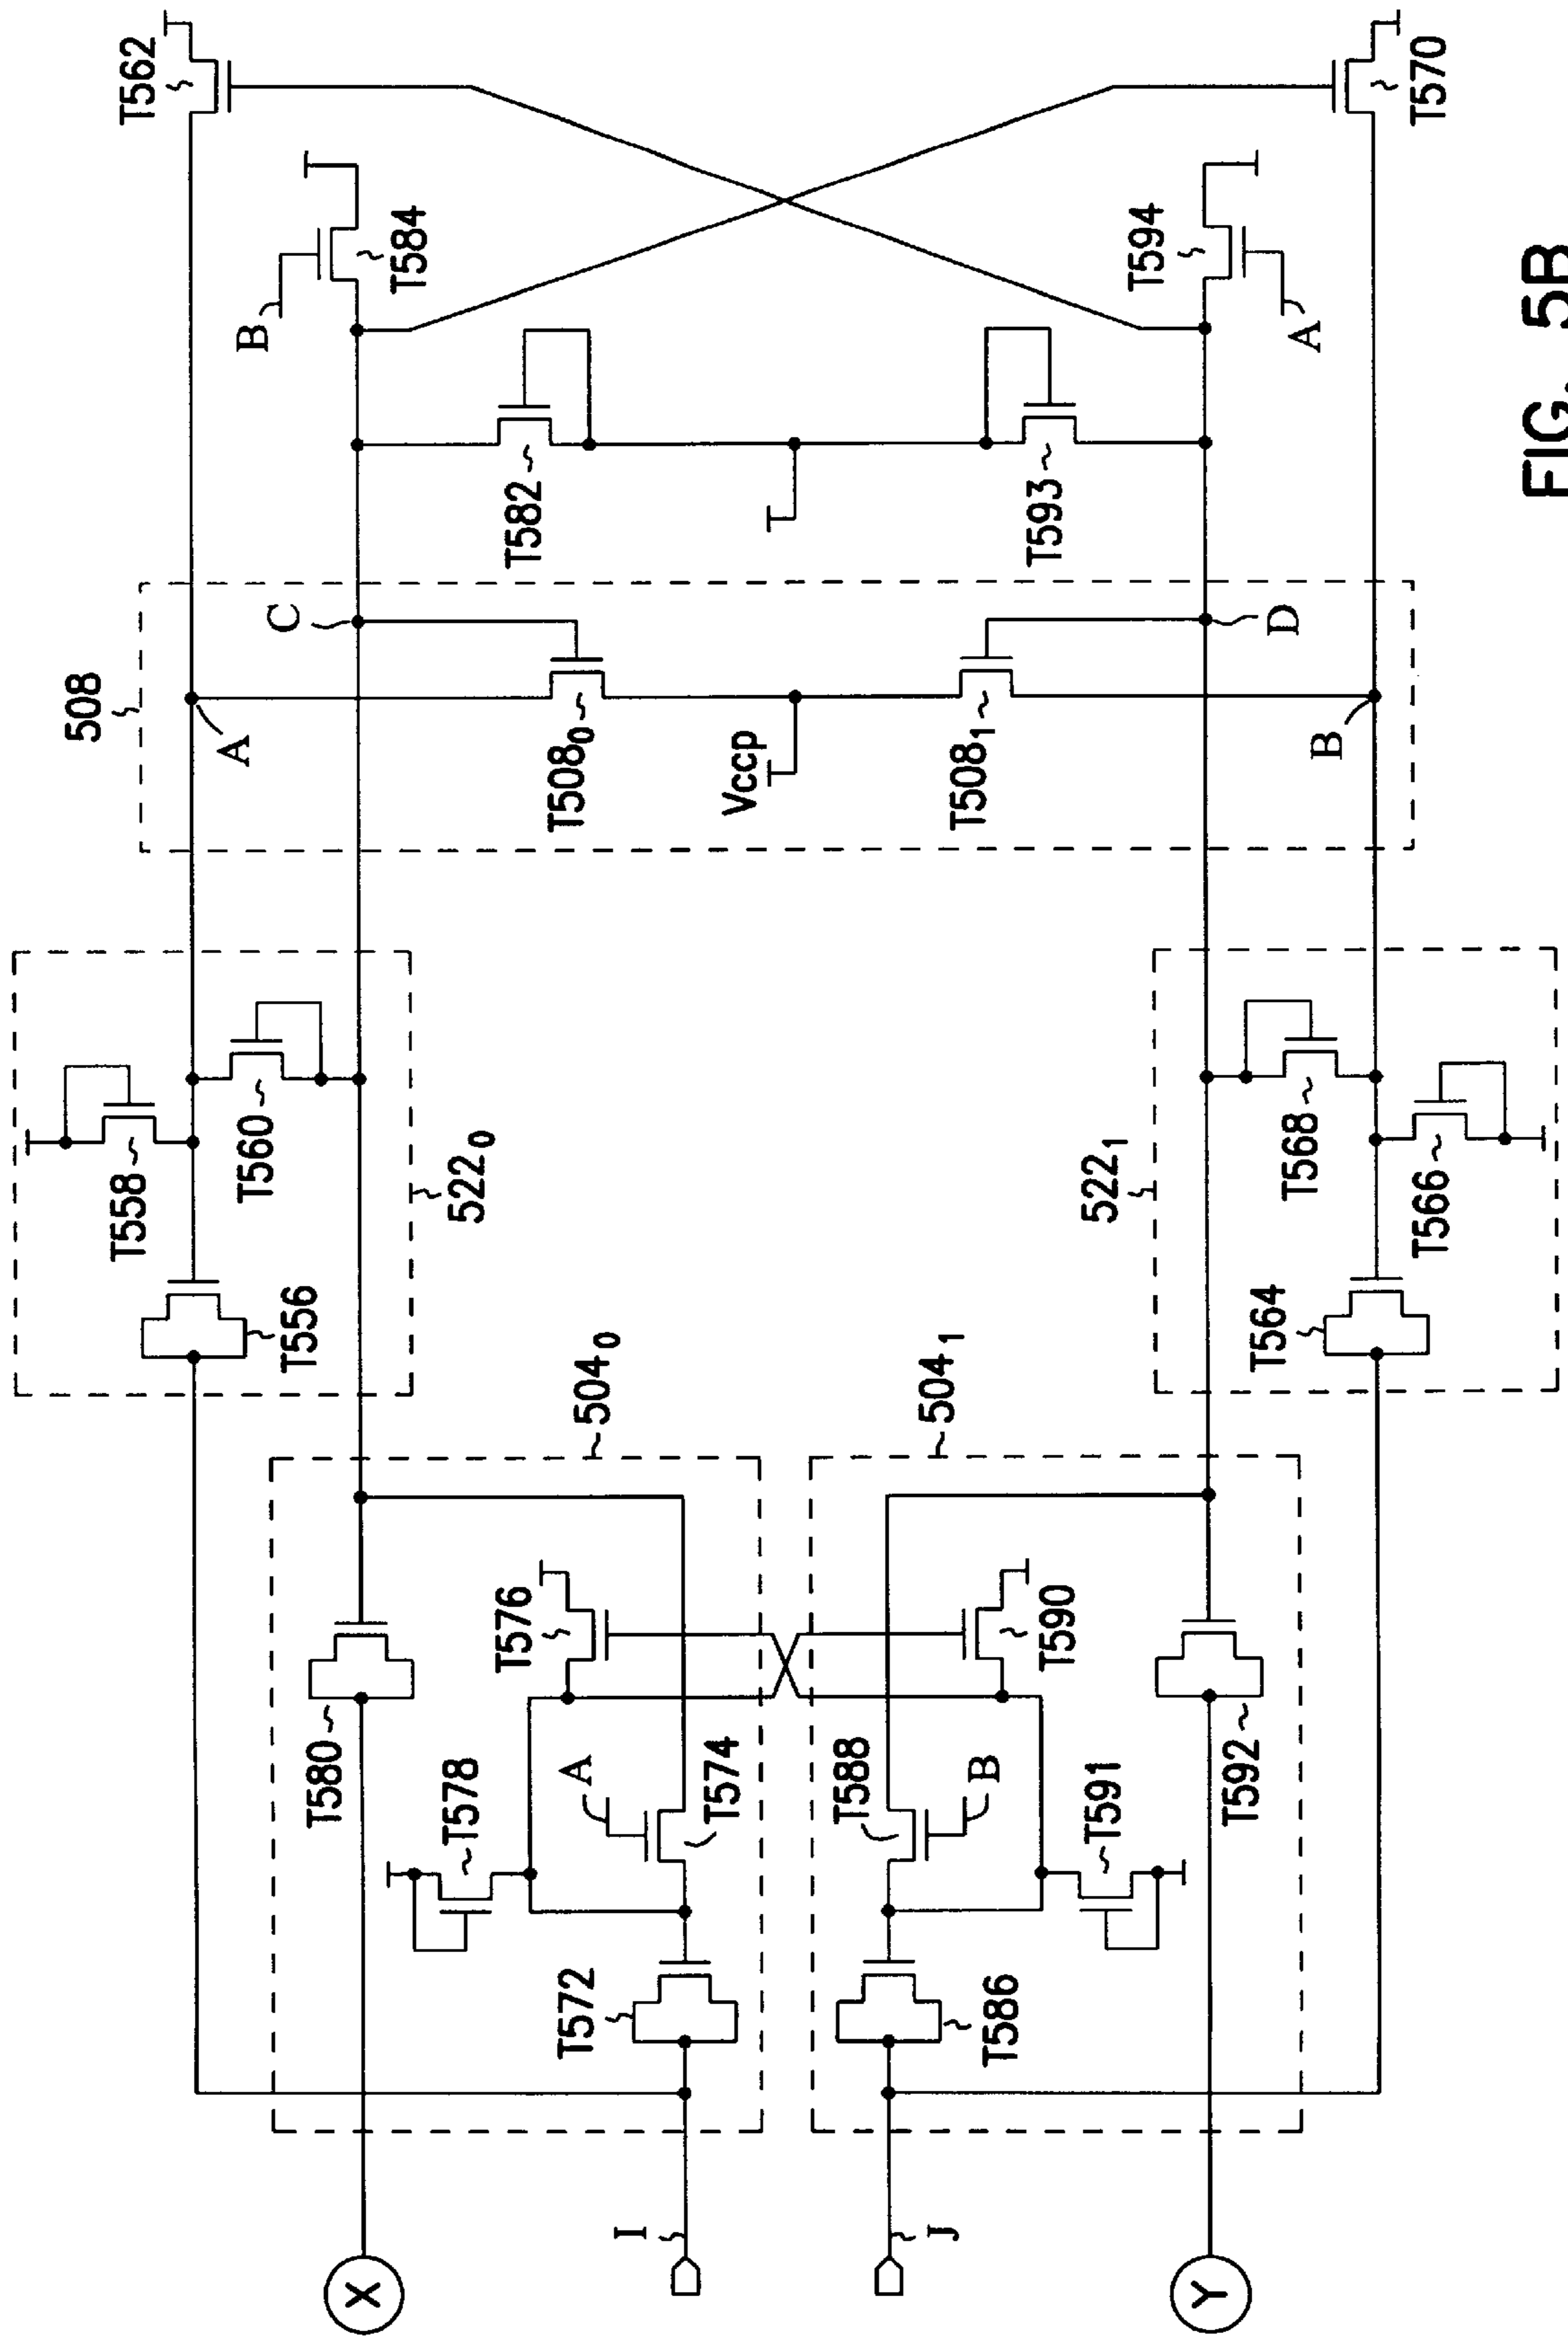 T562
T584
B
T582
508
A
C
T508₀
Vccp
T508₁
T593
T594
A
D
B
T570
T558
T560
T556
522₀
522₁
T568
T566
T564
504₀
504₁
T580
T578
T576
A
T574
T572
T588
B
T590
T591
T586
T592
X
I
J
Y
FIG. 5B